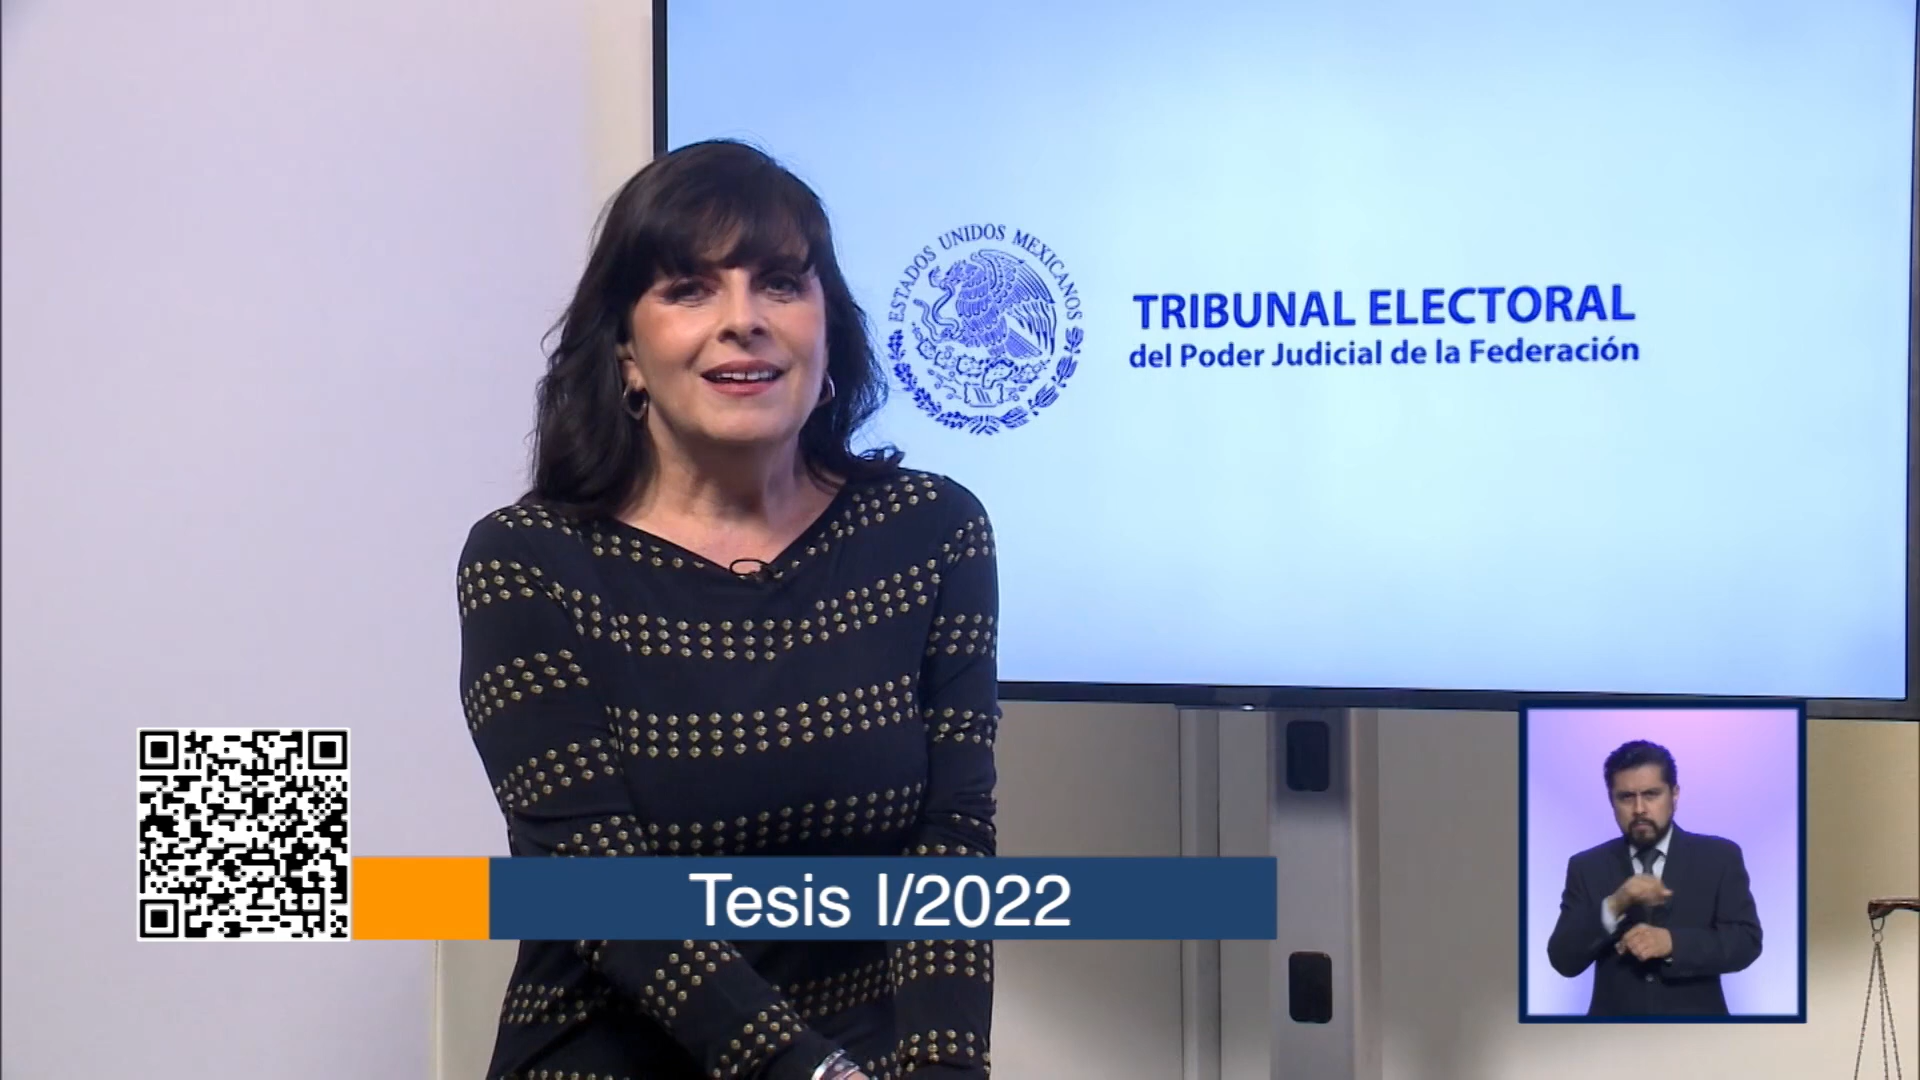 ESTADOS UNIDOS MEXICANOS
TRIBUNAL ELECTORAL
del Poder Judicial de la Federación
Tesis I/2022